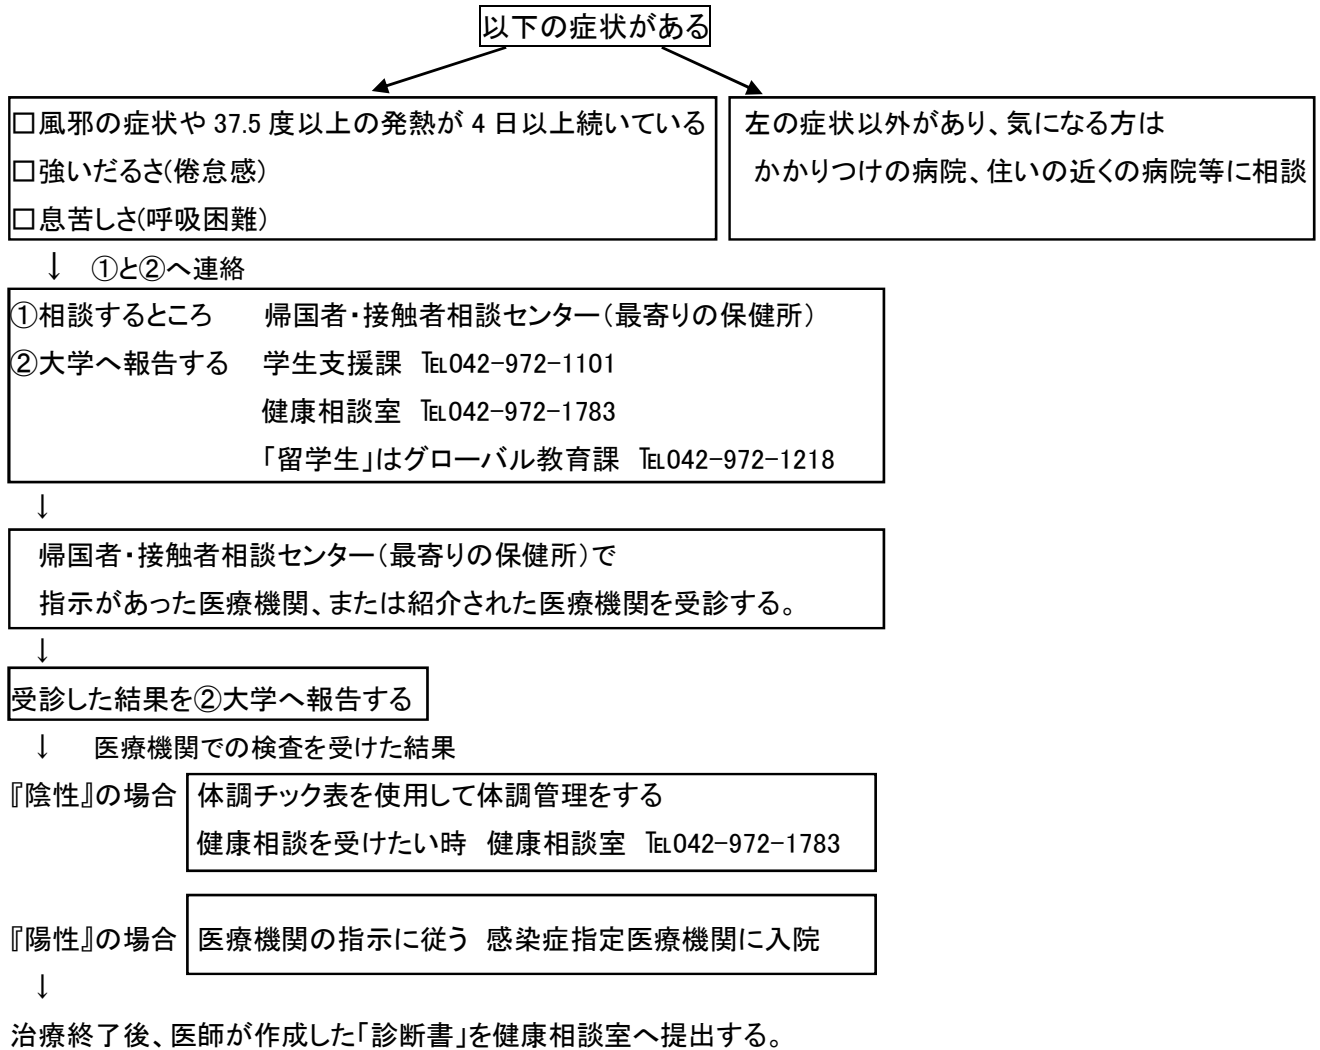 以下の症状がある
□風邪の症状や 37.5 度以上の発熱が 4 日以上続いている
□強いだるさ(倦怠感)
□息苦しさ(呼吸困難)
左の症状以外があり、気になる方は
かかりつけの病院、住いの近くの病院等に相談
↓ ①と②へ連絡
①相談するところ 帰国者・接触者相談センター(最寄りの保健所)
②大学へ報告する 学生支援課 ℡042-972-1101
健康相談室 ℡042-972-1783
「留学生」はグローバル教育課 ℡042-972-1218
↓
帰国者・接触者相談センター(最寄りの保健所)で
指示があった医療機関、または紹介された医療機関を受診する。
↓
受診した結果を②大学へ報告する
↓ 医療機関での検査を受けた結果
『陰性』の場合 体調チック表を使用して体調管理をする
健康相談を受けたい時 健康相談室 ℡042-972-1783
『陽性』の場合 医療機関の指示に従う 感染症指定医療機関に入院
↓
治療終了後、医師が作成した「診断書」を健康相談室へ提出する。